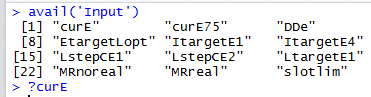 > avail('Input')
[1] "curE" "curE75" "DDe"
[8] "EtargetLopt" "ItargetE1" "ItargetE4"
[15] "LstepCE1" "LstepCE2" "LtargetE1"
[22] "MRnoreal" "MRreal" "slotlim"
> ?curE